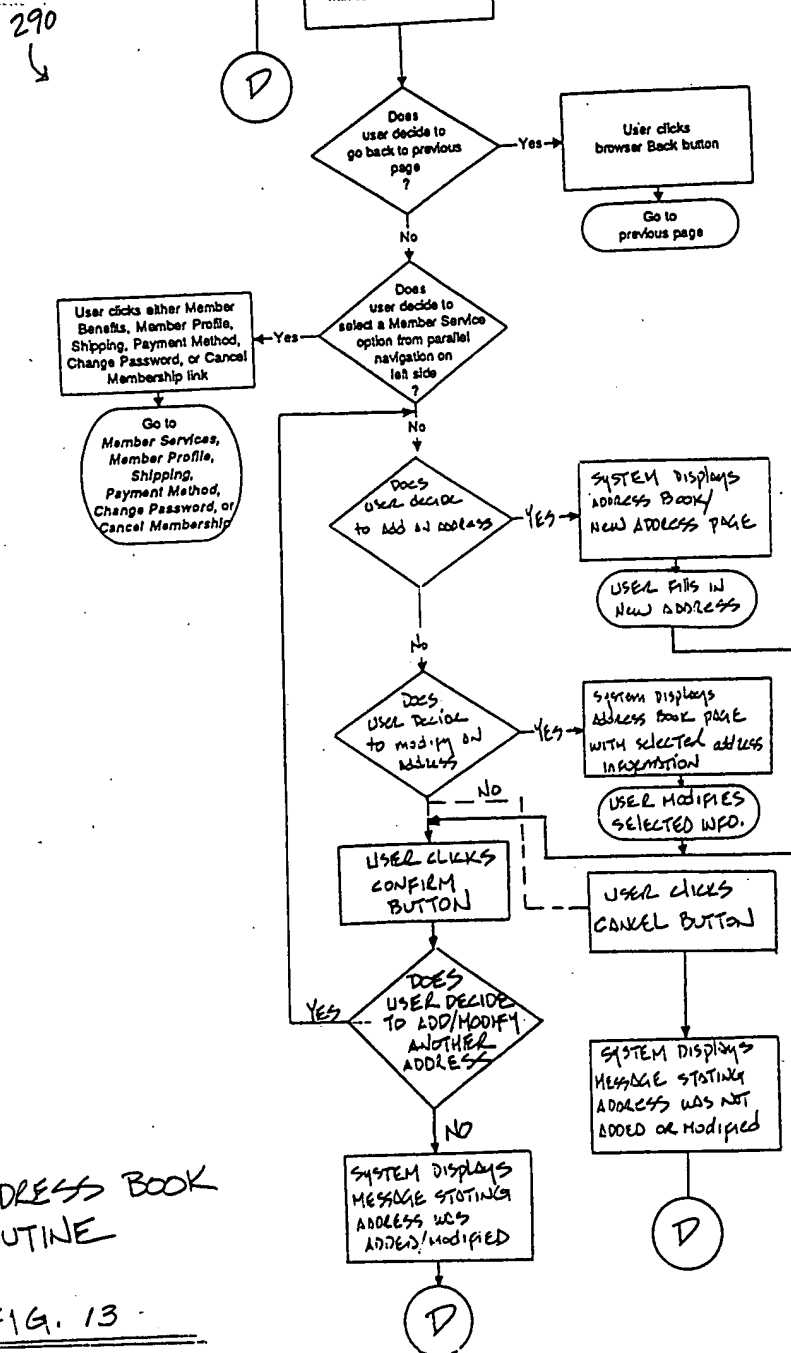 290
D
Does
user decide to
go back to previous
page
?
Yes
User clicks
browser Back button
Go to
previous page
No
Does
user decide to
select a Member Service
option from parallel
navigation on
left side
?
Yes
User clicks either Member
Benefits, Member Profile,
Shipping, Payment Method,
Change Password, or Cancel
Membership link
Go to
Member Services,
Member Profile,
Shipping,
Payment Method,
Change Password, or
Cancel Membership
No
DOES
USER DECIDE
to ADD AN ADDRESS
YES
SYSTEM DISPLAYS
ADDRESS BOOK/
NEW ADDRESS PAGE
USER FILLS IN
NEW ADDRESS
No
DOES
USER DECIDE
to modify AN
ADDRESS
YES
SYSTEM DISPLAYS
ADDRESS BOOK PAGE
WITH SELECTED address
INFORMATION
USER MODIFIES
SELECTED INFO.
NO
USER CLICKS
CONFIRM
BUTTON
USER CLICKS
CANCEL BUTTON
DOES
USER DECIDE
TO ADD/MODIFY
ANOTHER
ADDRESS
YES
SYSTEM DISPLAYS
MESSAGE STATING
ADDRESS WAS NOT
ADDED OR MODIFIED
NO
SYSTEM DISPLAYS
MESSAGE STATING
ADDRESS WAS
ADDED/MODIFIED
D
D
DRESS BOOK
UTINE
FIG. 13